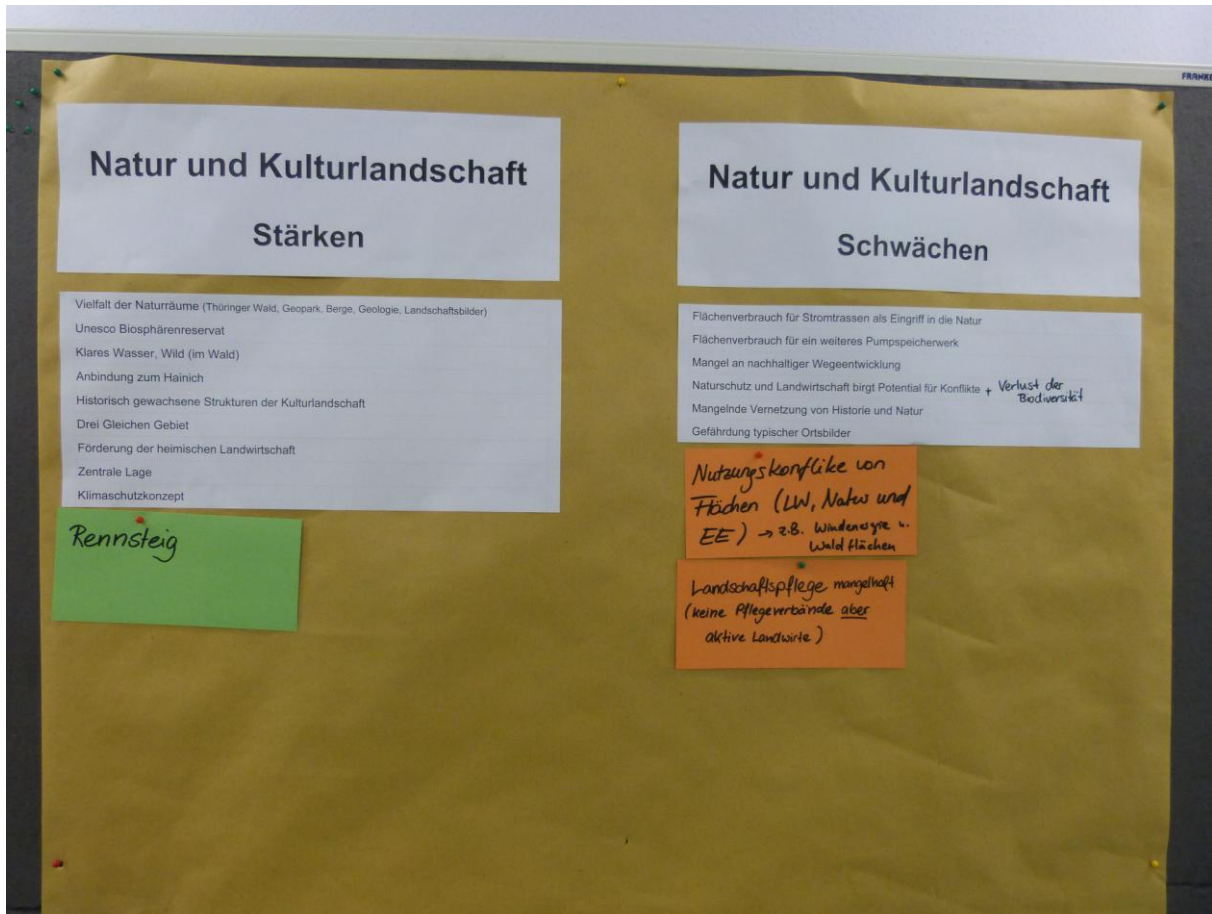 FRANKE
Natur und Kulturlandschaft
Stärken
Vielfalt der Naturräume (Thüringer Wald, Geopark, Berge, Geologie, Landschaftsbilder)
Unesco Biosphärenreservat
Klares Wasser, Wild (im Wald)
Anbindung zum Hainich
Historisch gewachsene Strukturen der Kulturlandschaft
Drei Gleichen Gebiet
Förderung der heimischen Landwirtschaft
Zentrale Lage
Klimaschutzkonzept
Rennsteig
Natur und Kulturlandschaft
Schwächen
Flächenverbrauch für Stromtrassen als Eingriff in die Natur
Flächenverbrauch für ein weiteres Pumpspeicherwerk
Mangel an nachhaltiger Wegeentwicklung
Naturschutz und Landwirtschaft birgt Potential für Konflikte + Verlust der
Biodiversität
Mangelnde Vernetzung von Historie und Natur
Gefährdung typischer Ortsbilder
Nutzungskonflike von
Flächen (LW, Natur und
EE) → z.B. Windenergie u.
Waldflächen
Landschaftspflege mangelhaft
(keine Pflegeverbände aber
aktive Landwirte)